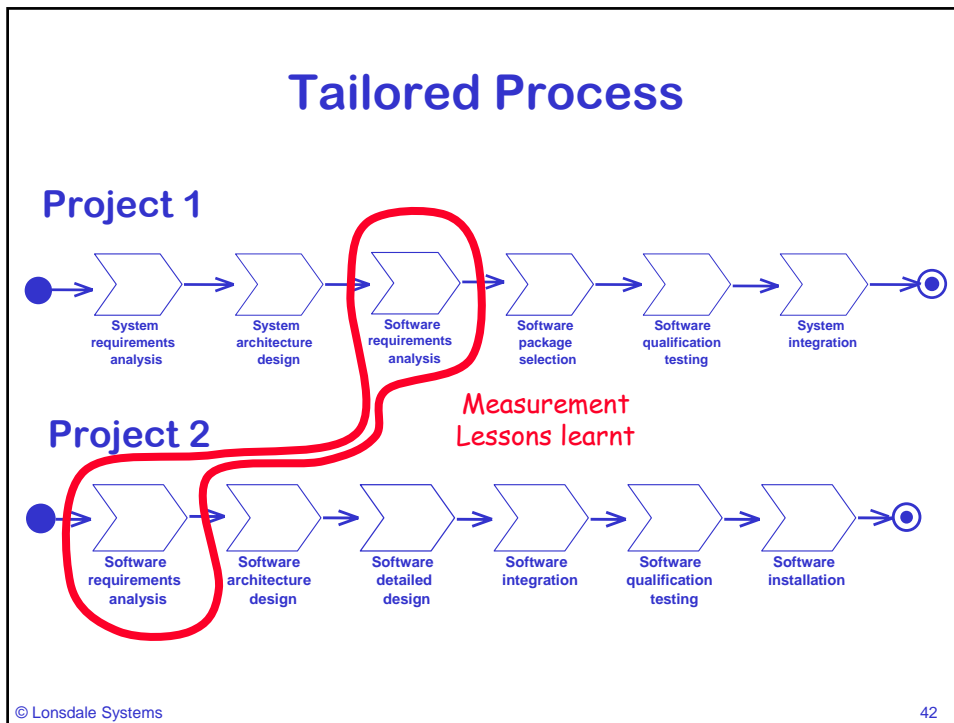 Tailored Process
Project 1
System
requirements
analysis
System
architecture
design
Software
requirements
analysis
Software
package
selection
Software
qualification
testing
System
integration
Measurement
Lessons learnt
Project 2
Software
requirements
analysis
Software
architecture
design
Software
detailed
design
Software
integration
Software
qualification
testing
Software
installation
© Lonsdale Systems
42